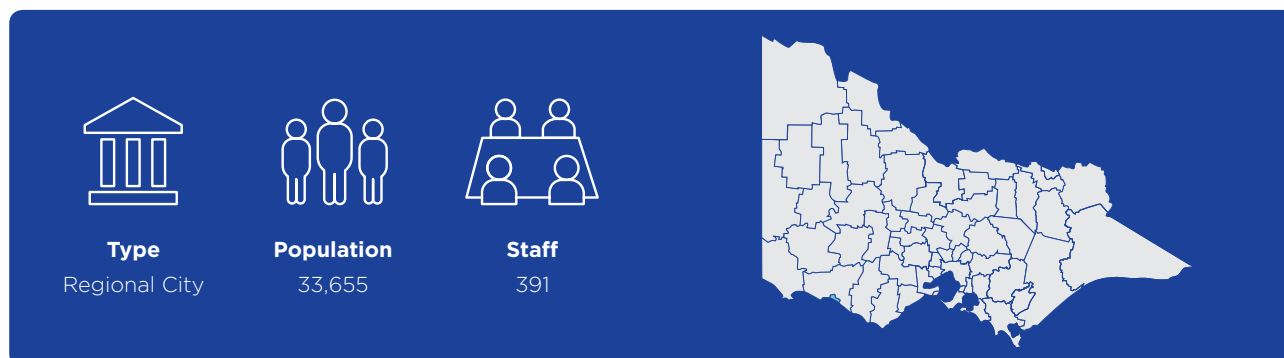 Type
Regional City
Population
33,655
Staff
391